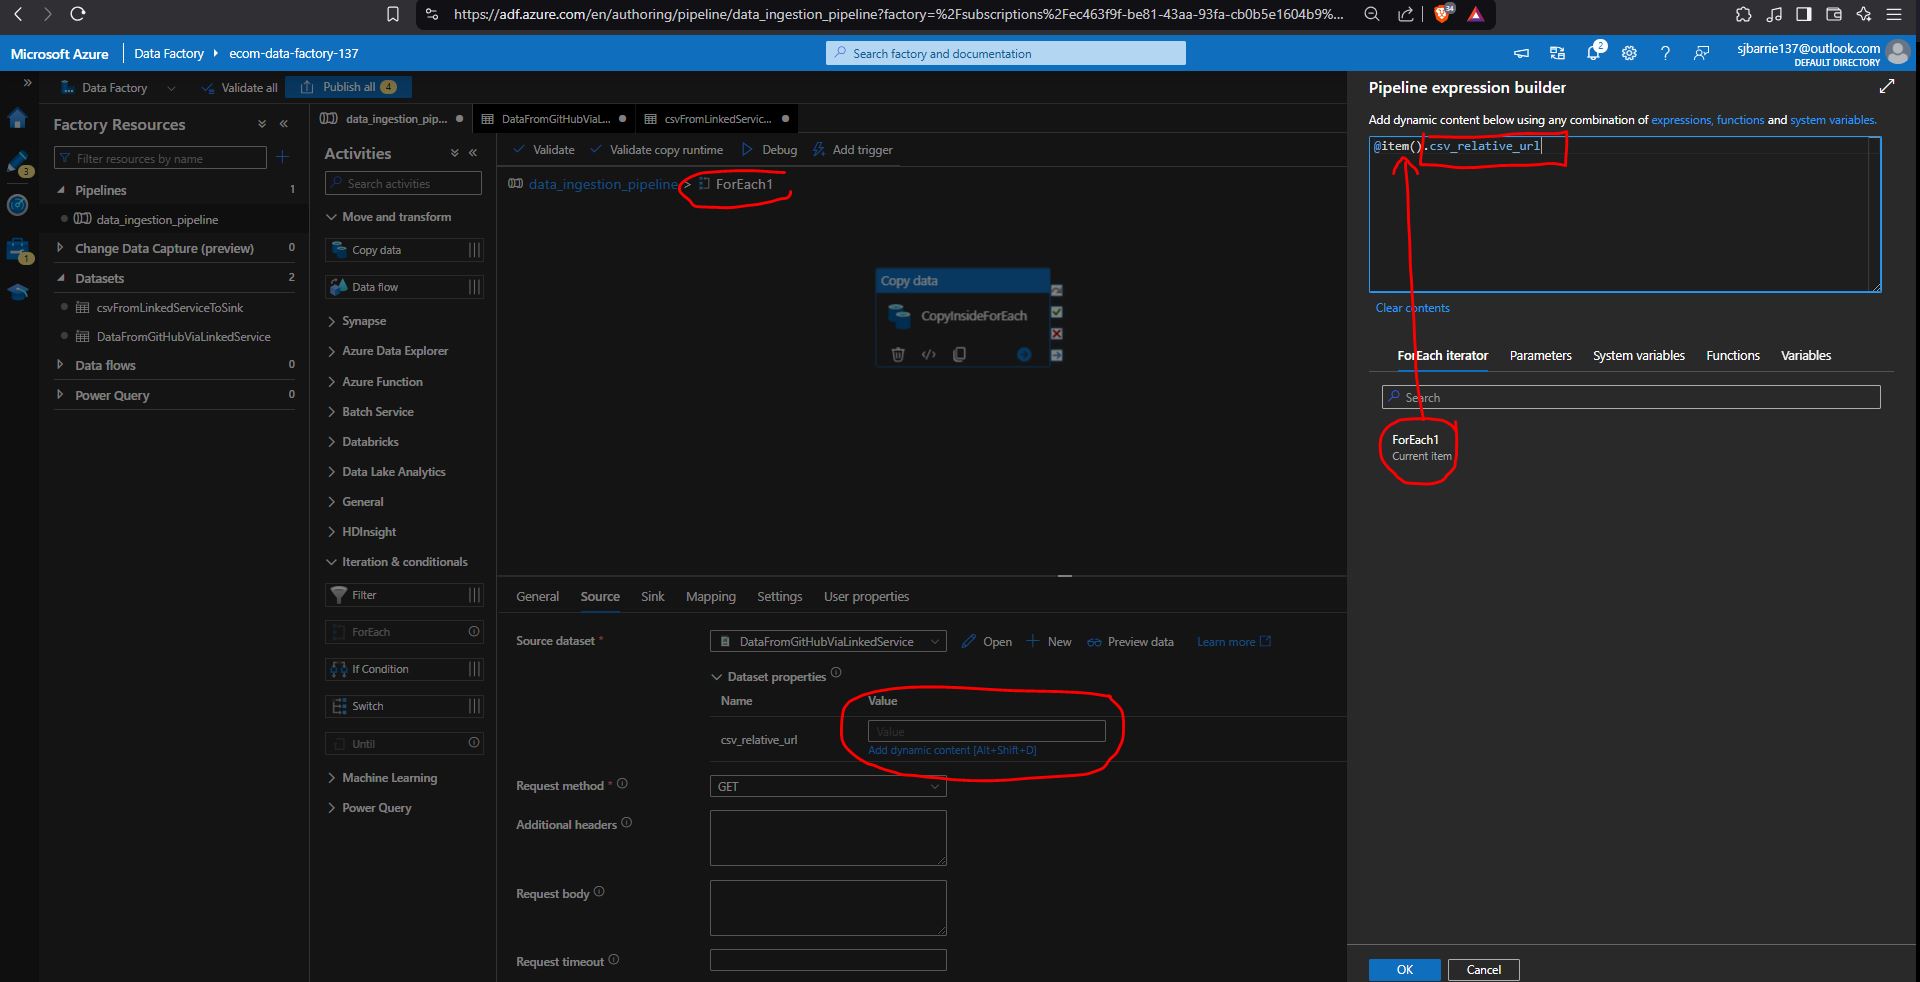 https://adf.azure.com/en/authoring/pipeline/data_ingestion_pipeline?factory=%2Fsubscriptions%2Fec463f9f-be81-43aa-93fa-cb0b5e1604b9%...
34
Microsoft Azure
Data Factory
ecom-data-factory-137
Search factory and documentation
2
sjbarrie137@outlook.com
DEFAULT DIRECTORY
Data Factory
Validate all
Publish all 4
3
1
Factory Resources
Filter resources by name
Pipelines 1
data_ingestion_pipeline
Change Data Capture (preview) 0
Datasets 2
csvFromLinkedServiceToSink
DataFromGitHubViaLinkedService
Data flows 0
Power Query 0
data_ingestion_pip...
DataFromGitHubViaL...
csvFromLinkedServic...
Activities
Search activities
Move and transform
Copy data
Data flow
Synapse
Azure Data Explorer
Azure Function
Batch Service
Databricks
Data Lake Analytics
General
HDInsight
Iteration & conditionals
Filter
ForEach
If Condition
Switch
Until
Machine Learning
Power Query
Validate
Validate copy runtime
Debug
Add trigger
data_ingestion_pipeline > ForEach1
Copy data
CopyInsideForEach
General
Source
Sink
Mapping
Settings
User properties
Source dataset *
DataFromGitHubViaLinkedService
Open
New
Preview data
Learn more
Dataset properties
Name
Value
csv_relative_url
Value
Add dynamic content [Alt+Shift+D]
Request method *
GET
Additional headers
Request body
Request timeout
Pipeline expression builder
Add dynamic content below using any combination of expressions, functions and system variables.
@item().csv_relative_url
Clear contents
ForEach iterator
Parameters
System variables
Functions
Variables
Search
ForEach1
Current item
OK
Cancel